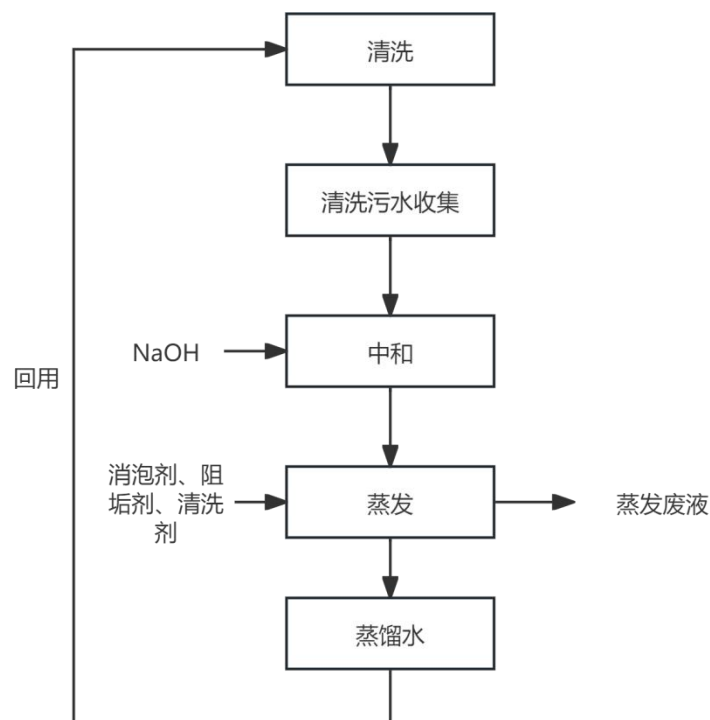 清洗
清洗污水收集
NaOH
中和
回用
消泡剂、阻
垢剂、清洗
剂
蒸发
蒸发废液
蒸馏水